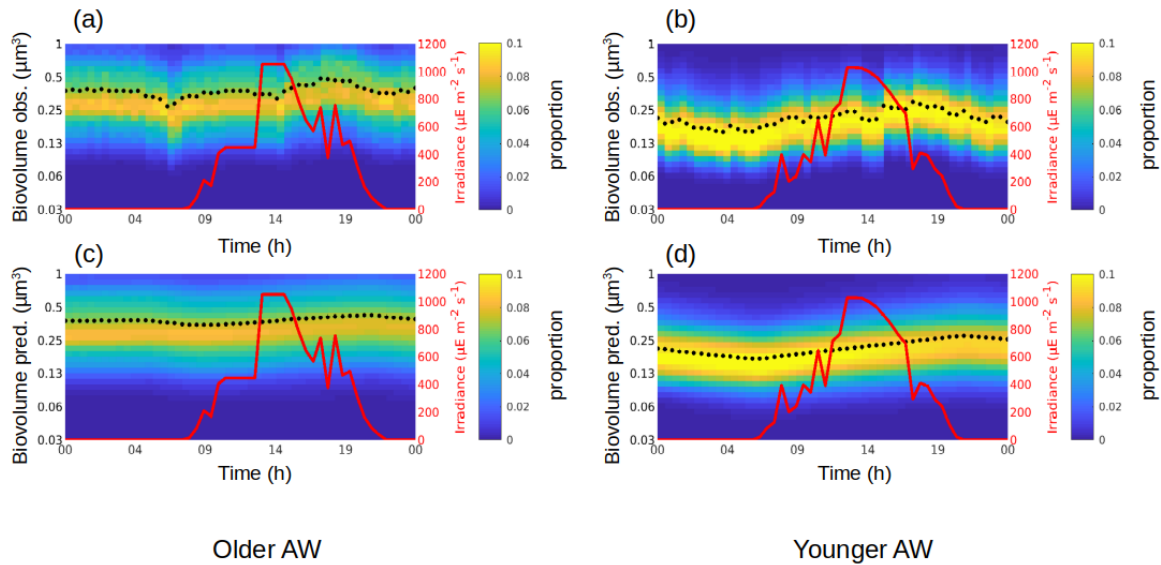 (a)
Biovolume obs. (µm³)
1
0.5
0.25
0.13
0.06
0.03
00 04 09 14 19 00
Time (h)
1200
1000
800
600
400
200
0
Irradiance (µE m⁻² s⁻¹)
0.1
0.08
0.06
0.04
0.02
0
proportion
(b)
Biovolume obs. (µm³)
1
0.5
0.25
0.13
0.06
0.03
00 04 09 14 19 00
Time (h)
1200
1000
800
600
400
200
0
Irradiance (µE m⁻² s⁻¹)
0.1
0.08
0.06
0.04
0.02
0
proportion
(c)
Biovolume pred. (µm³)
1
0.5
0.25
0.13
0.06
0.03
00 04 09 14 19 00
Time (h)
1200
1000
800
600
400
200
0
Irradiance (µE m⁻² s⁻¹)
0.1
0.08
0.06
0.04
0.02
0
proportion
(d)
Biovolume pred. (µm³)
1
0.5
0.25
0.13
0.06
0.03
00 04 09 14 19 00
Time (h)
1200
1000
800
600
400
200
0
Irradiance (µE m⁻² s⁻¹)
0.1
0.08
0.06
0.04
0.02
0
proportion
Older AW
Younger AW